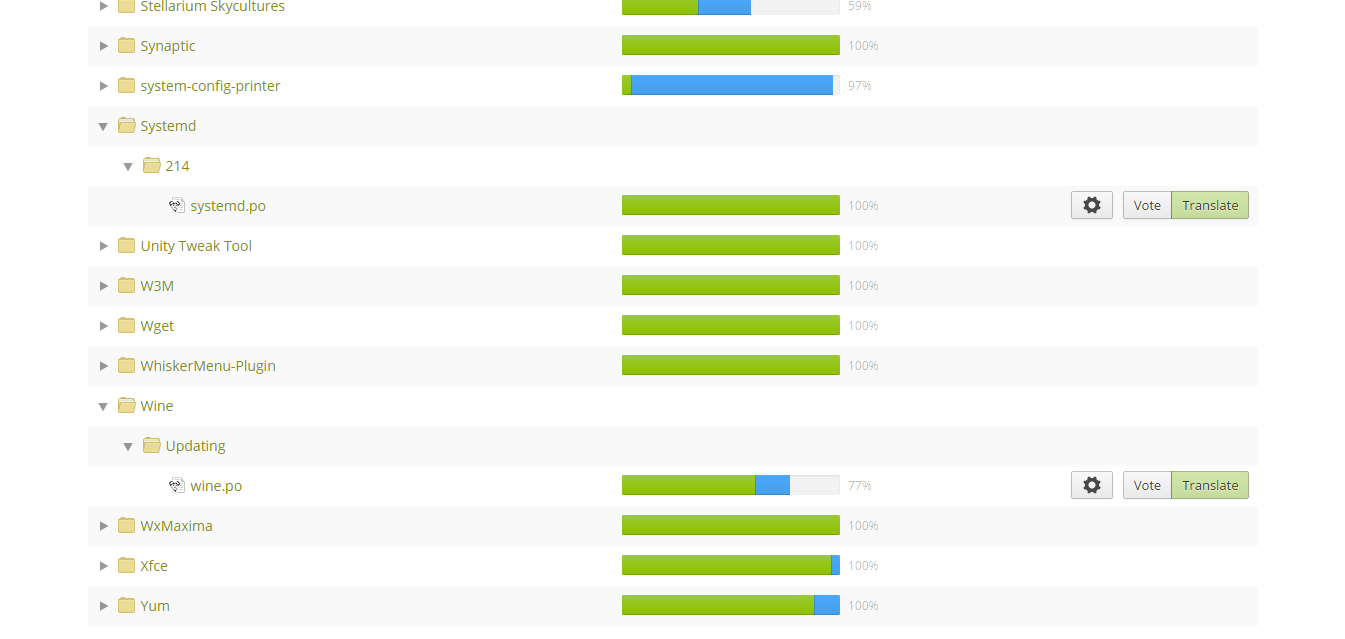 Stellarium Skycultures 59%
Synaptic 100%
system-config-printer 97%
Systemd
214
systemd.po 100% Vote Translate
Unity Tweak Tool 100%
W3M 100%
Wget 100%
WhiskerMenu-Plugin 100%
Wine
Updating
wine.po 77% Vote Translate
WxMaxima 100%
Xfce 100%
Yum 100%